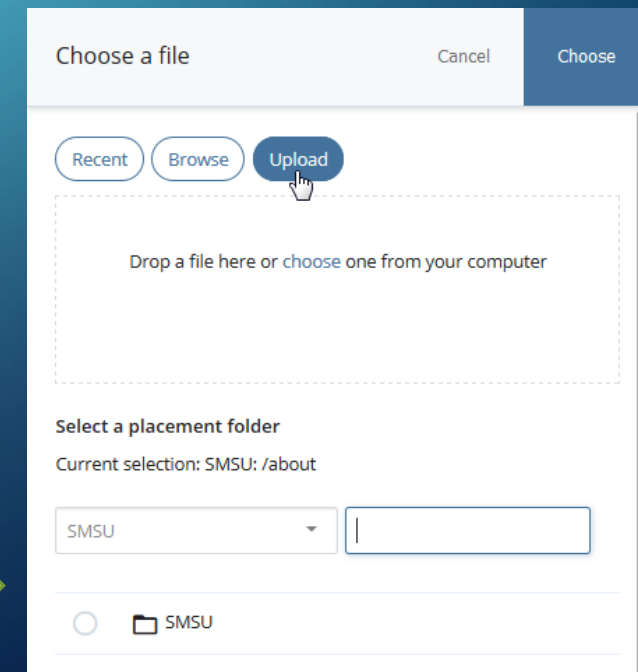 Choose a file
Cancel
Choose
Recent
Browse
Upload
Drop a file here or choose one from your computer
Select a placement folder
Current selection: SMSU: /about
SMSU
SMSU